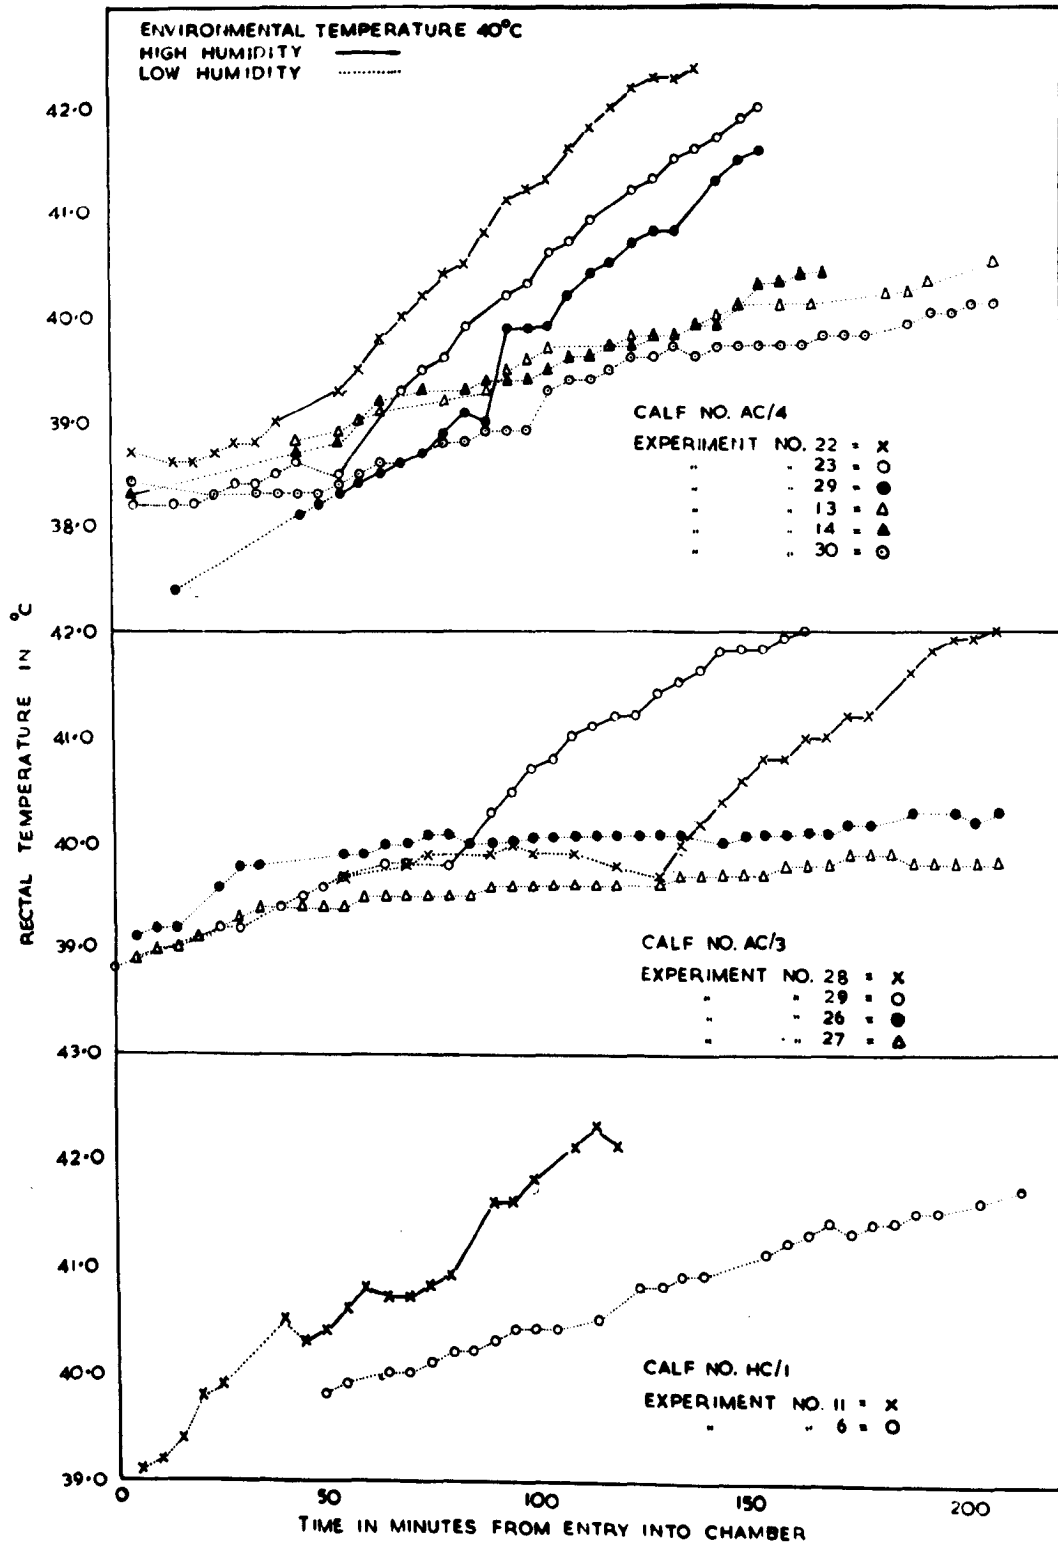 ENVIRONMENTAL TEMPERATURE 40°C
HIGH HUMIDITY
LOW HUMIDITY
42·0
41·0
40·0
39·0
38·0
CALF NO. AC/4
EXPERIMENT NO. 22 = X
" " 23 = O
" " 29 = ●
" " 13 = △
" " 14 = ▲
" " 30 = ⊙
RECTAL TEMPERATURE IN °C
42·0
41·0
40·0
39·0
CALF NO. AC/3
EXPERIMENT NO. 28 = X
" " 29 = O
" " 26 = ●
" " 27 = △
43·0
42·0
41·0
40·0
39·0
CALF NO. HC/1
EXPERIMENT NO. 11 = X
" " 6 = O
0 50 100 150 200
TIME IN MINUTES FROM ENTRY INTO CHAMBER